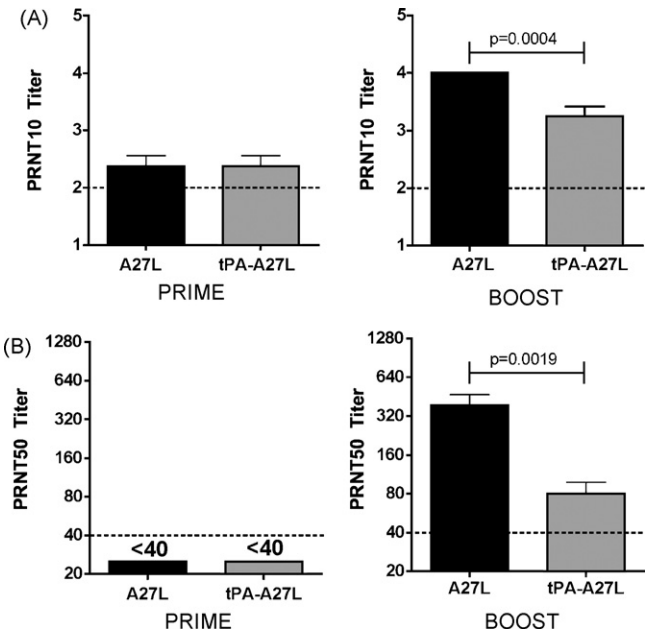 (A)
PRNT10 Titer
5
4
3
2
1
A27L
tPA-A27L
PRIME
PRNT10 Titer
5
4
3
2
1
p=0.0004
A27L
tPA-A27L
BOOST
(B)
PRNT50 Titer
1280
640
320
160
80
40
20
<40
<40
A27L
tPA-A27L
PRIME
PRNT50 Titer
1280
640
320
160
80
40
20
p=0.0019
A27L
tPA-A27L
BOOST